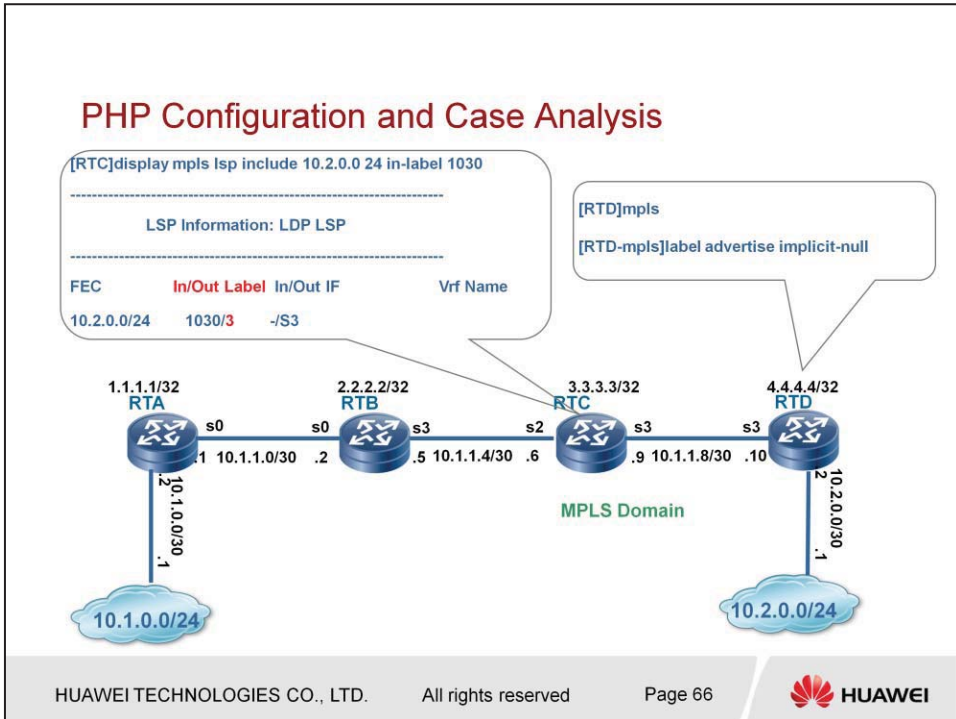 PHP Configuration and Case Analysis
[RTC]display mpls lsp include 10.2.0.0 24 in-label 1030
------------------------------------------------------------------------
LSP Information: LDP LSP
------------------------------------------------------------------------
FEC In/Out Label In/Out IF Vrf Name
10.2.0.0/24 1030/3 -/S3
[RTD]mpls
[RTD-mpls]label advertise implicit-null
1.1.1.1/32 2.2.2.2/32 3.3.3.3/32 4.4.4.4/32
RTA RTB RTC RTD
s0 s0 s3 s2 s3 s3
.1 10.1.1.0/30 .2 .5 10.1.1.4/30 .6 .9 10.1.1.8/30 .10
.2 10.1.0.0/30 .1
MPLS Domain
.2 10.2.0.0/30 .1
10.1.0.0/24 10.2.0.0/24
HUAWEI TECHNOLOGIES CO., LTD. All rights reserved Page 66 HUAWEI